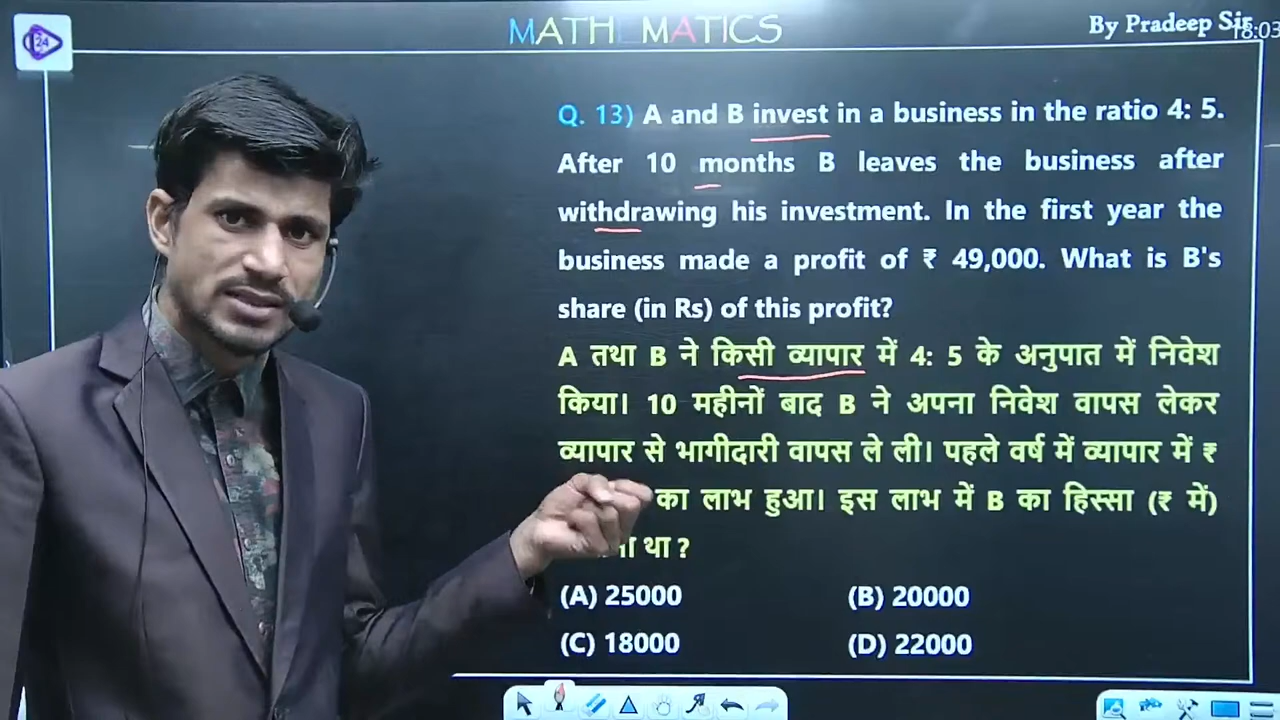 24
MATHEMATICS
By Pradeep Sir
18:03
Q. 13) A and B invest in a business in the ratio 4: 5.
After 10 months B leaves the business after
withdrawing his investment. In the first year the
business made a profit of ₹ 49,000. What is B's
share (in Rs) of this profit?
A तथा B ने किसी व्यापार में 4: 5 के अनुपात में निवेश
किया। 10 महीनों बाद B ने अपना निवेश वापस लेकर
व्यापार से भागीदारी वापस ले ली। पहले वर्ष में व्यापार में ₹
का लाभ हुआ। इस लाभ में B का हिस्सा (₹ में)
था ?
(A) 25000 (B) 20000
(C) 18000 (D) 22000